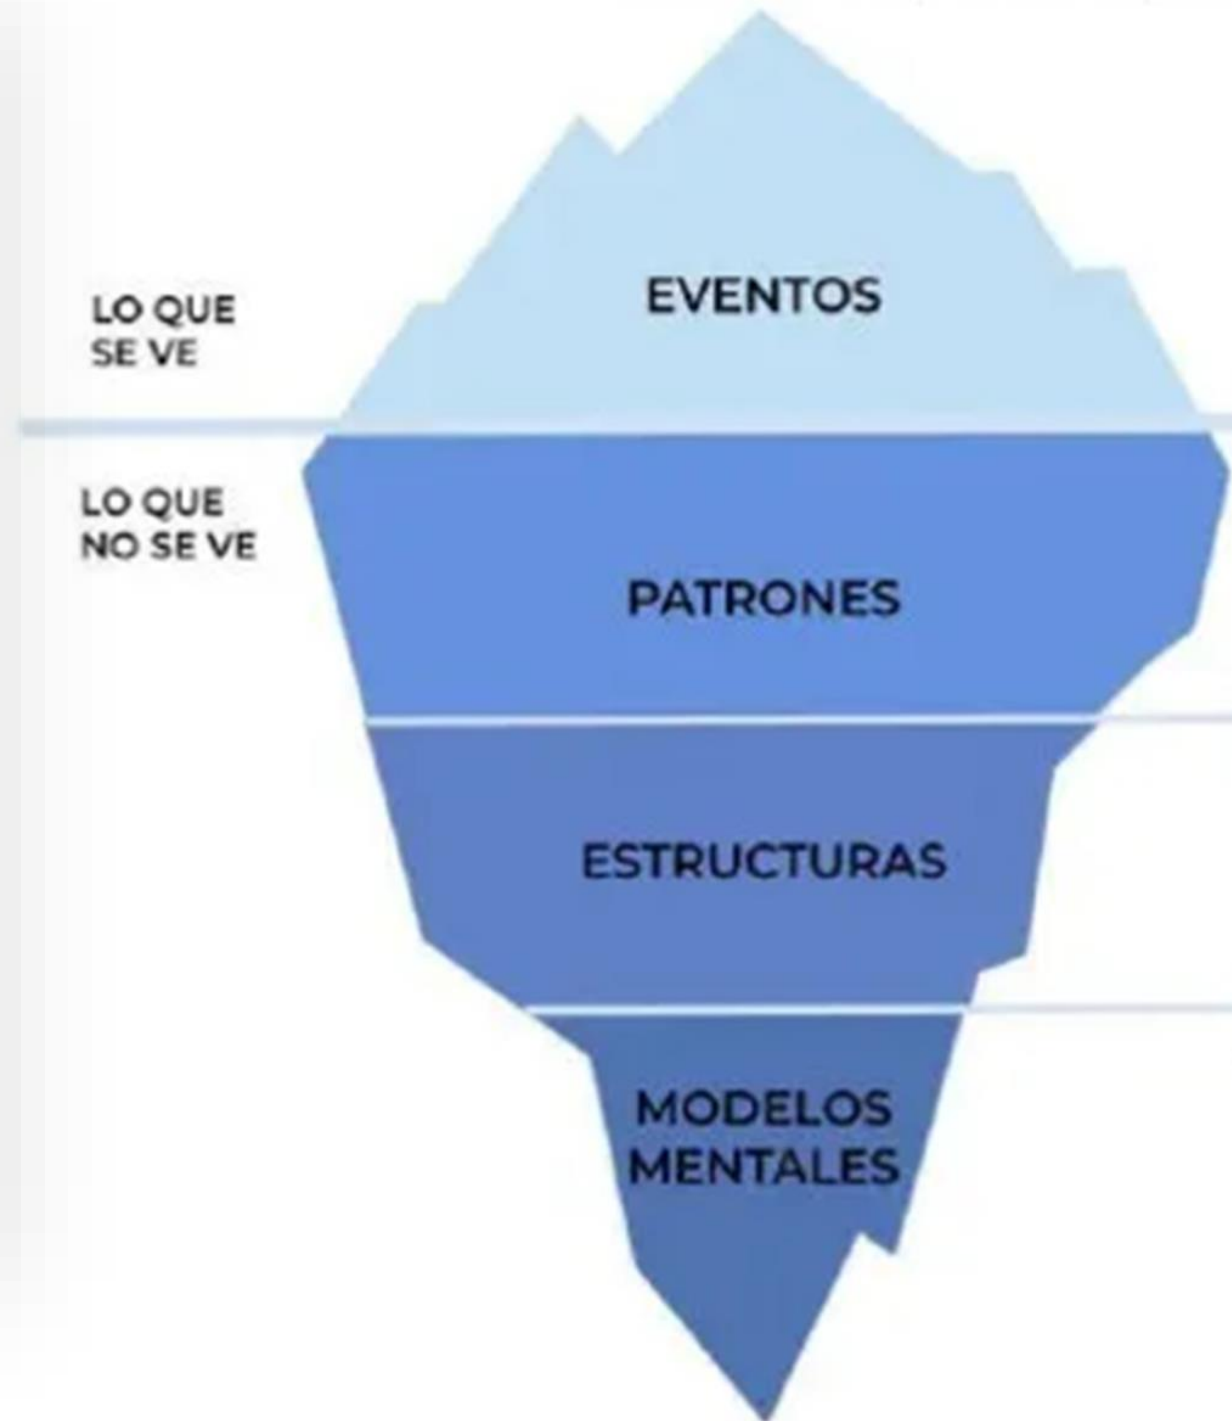 EVENTOS
LO QUE
SE VE
LO QUE
NO SE VE
PATRONES
ESTRUCTURAS
MODELOS
MENTALES